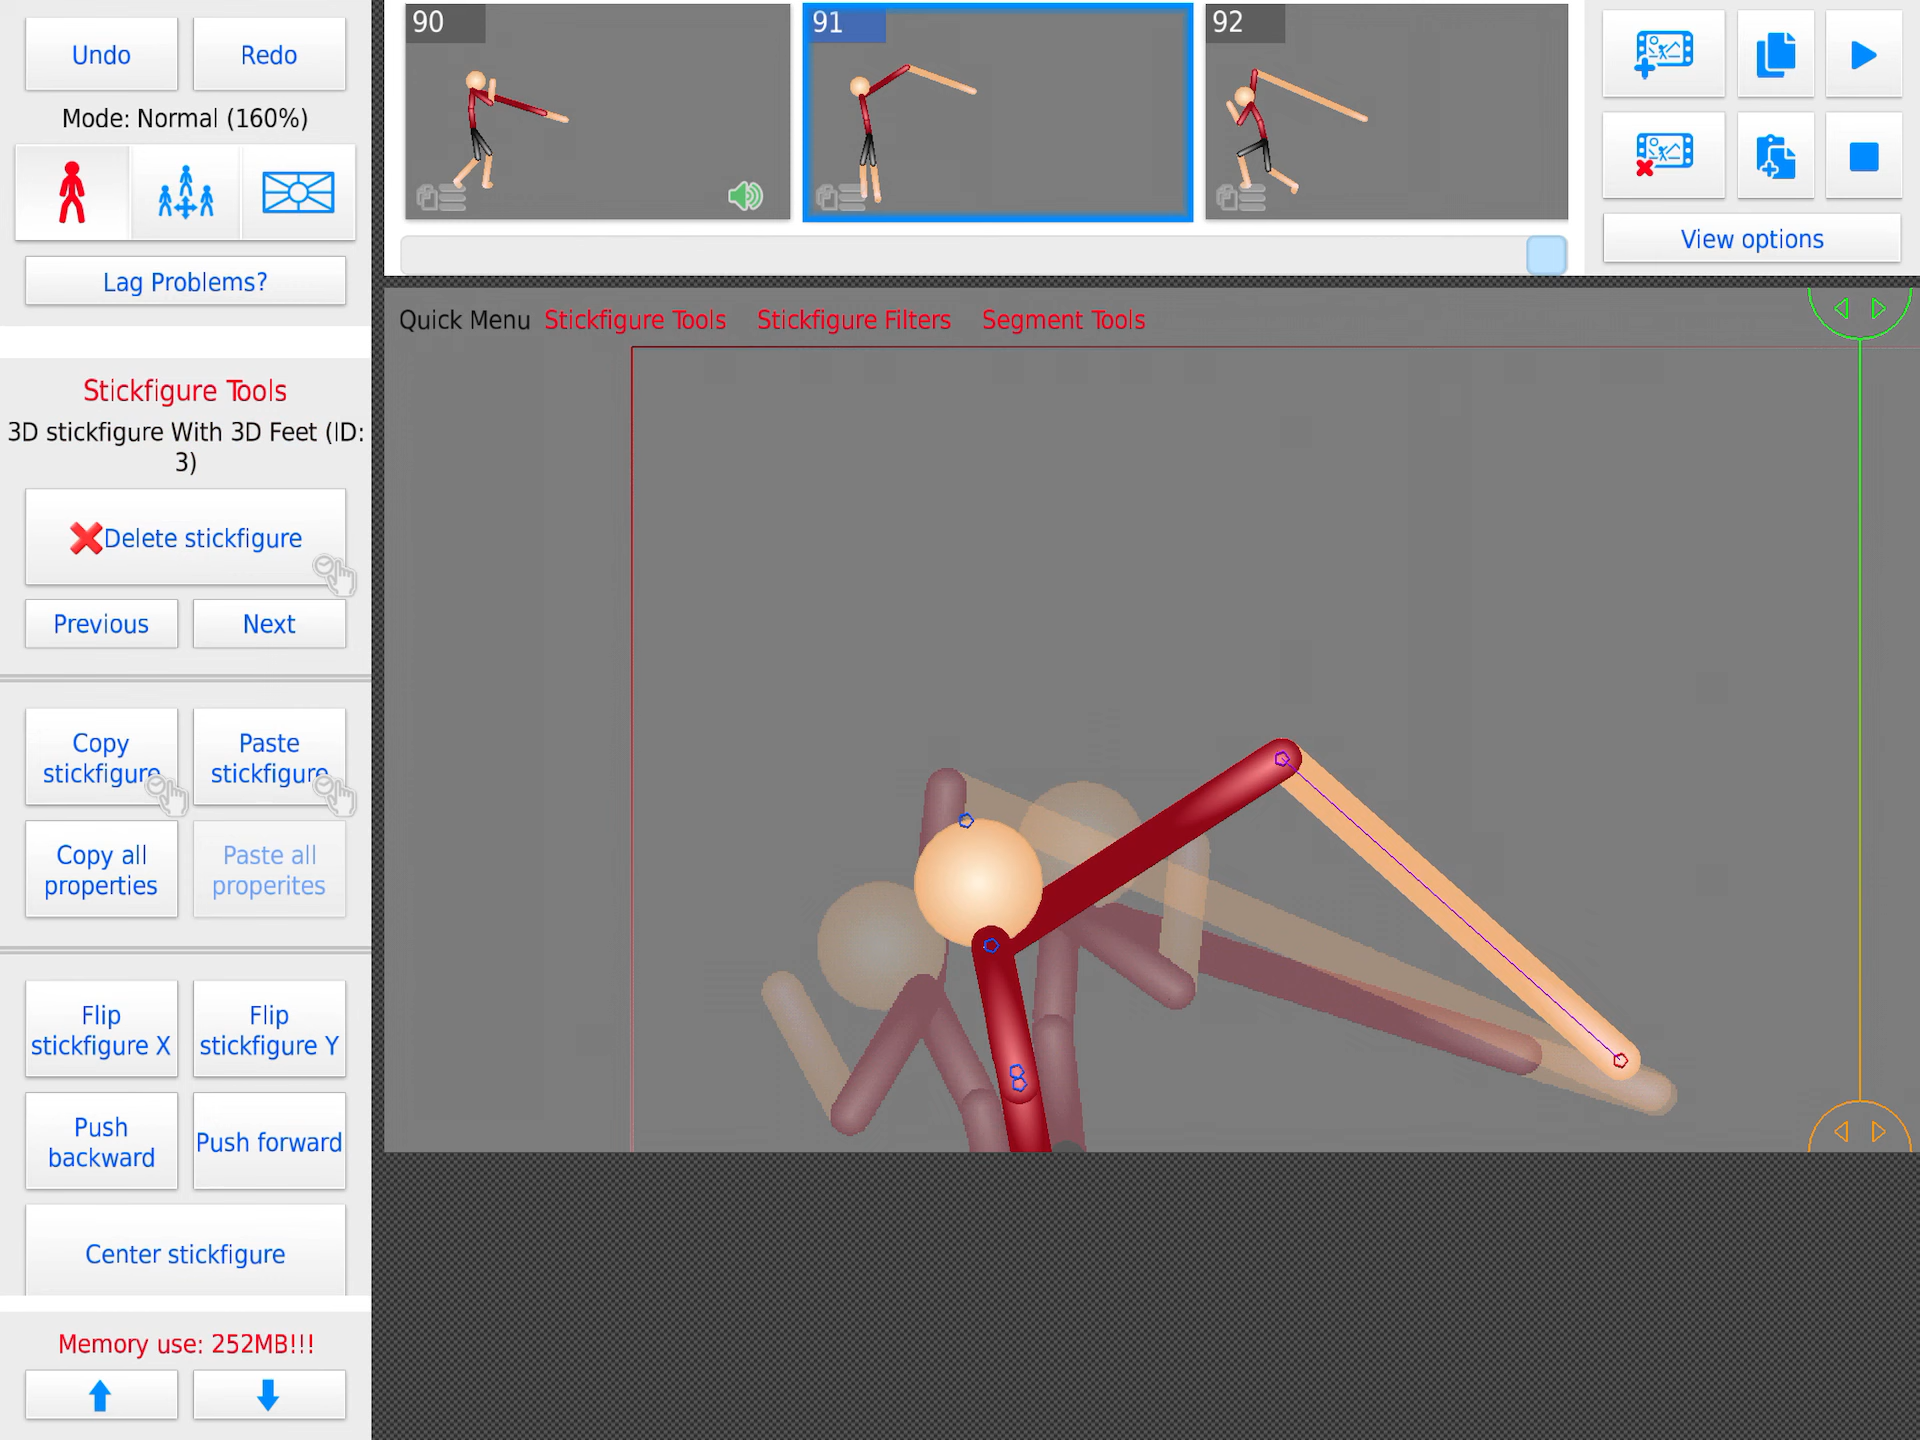 Undo
Redo
Mode: Normal (160%)
Lag Problems?
Stickfigure Tools
3D stickfigure With 3D Feet (ID:
3)
Delete stickfigure
Previous
Next
Copy
stickfigure
Paste
stickfigure
Copy all
properties
Paste all
properites
Flip
stickfigure X
Flip
stickfigure Y
Push
backward
Push forward
Center stickfigure
Memory use: 252MB!!!
90
91
92
View options
Quick Menu
Stickfigure Tools
Stickfigure Filters
Segment Tools